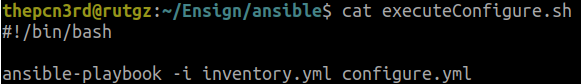 thepcn3rd@rutgz:~/Ensign/ansible$ cat executeConfigure.sh
#!/bin/bash
ansible-playbook -i inventory.yml configure.yml